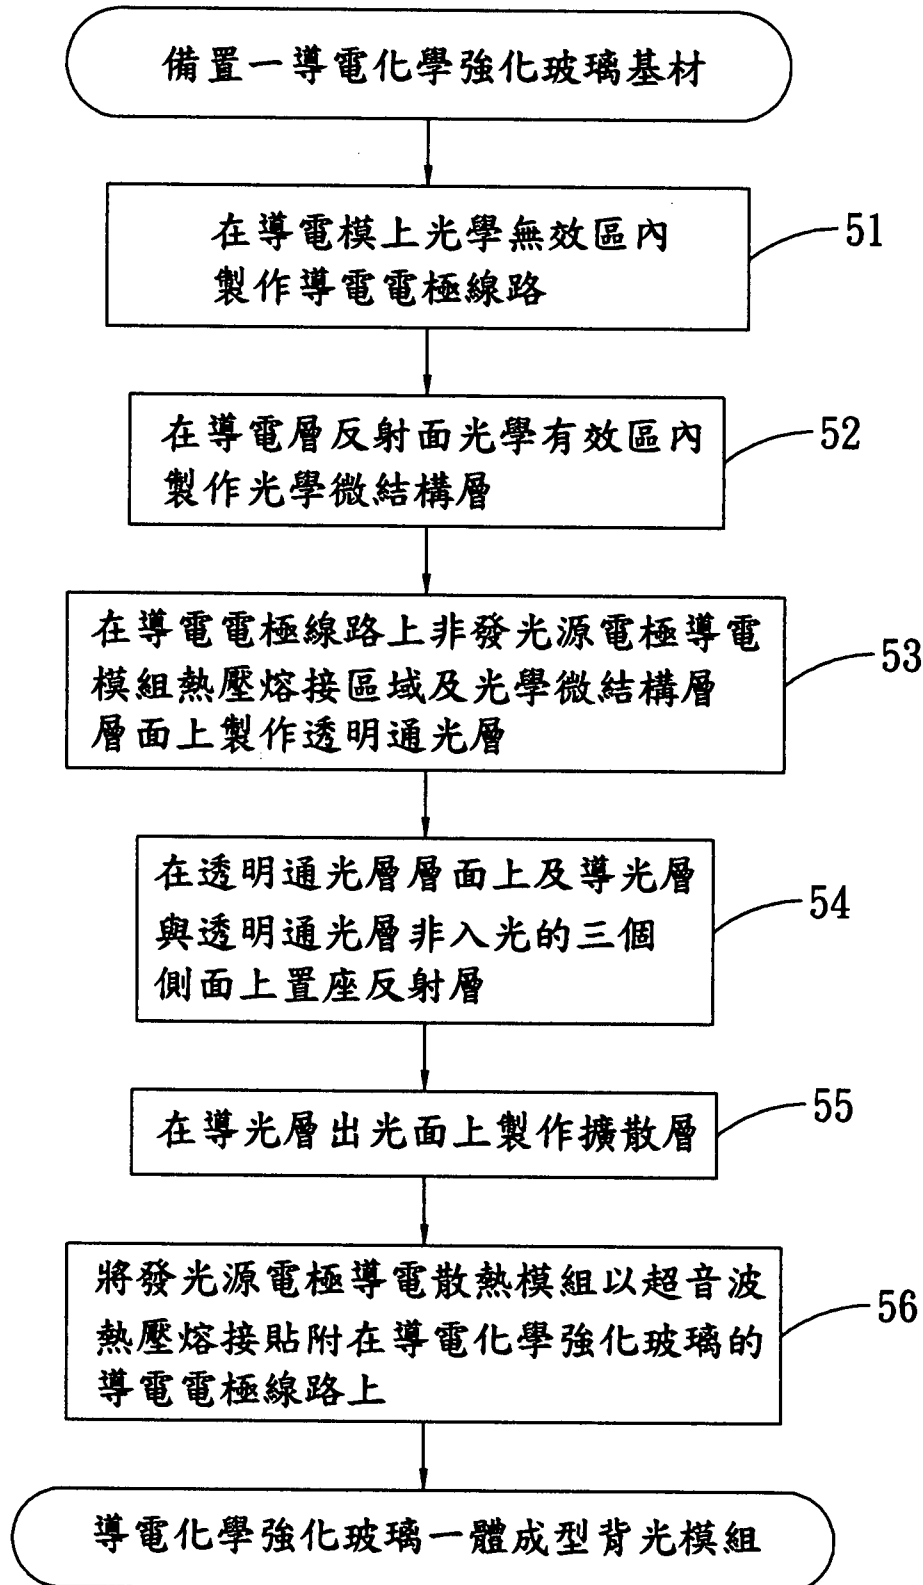 備置一導電化學強化玻璃基材
在導電模上光學無效區內
製作導電電極線路
51
在導電層反射面光學有效區內
製作光學微結構層
52
在導電電極線路上非發光源電極導電
模組熱壓熔接區域及光學微結構層
層面上製作透明通光層
53
在透明通光層層面上及導光層
與透明通光層非入光的三個
側面上置座反射層
54
在導光層出光面上製作擴散層
55
將發光源電極導電散熱模組以超音波
熱壓熔接貼附在導電化學強化玻璃的
導電電極線路上
56
導電化學強化玻璃一體成型背光模組